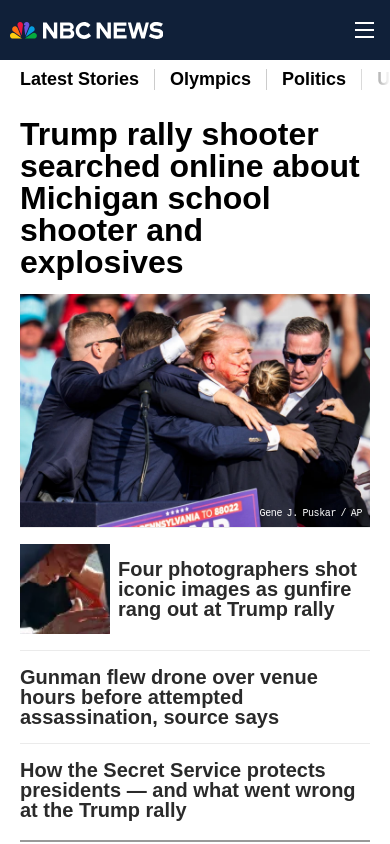 NBC NEWS
Latest Stories
Olympics
Politics
Trump rally shooter
searched online about
Michigan school
shooter and
explosives
PENNSYLVANIA TO 88022
Gene J. Puskar / AP
Four photographers shot
iconic images as gunfire
rang out at Trump rally
Gunman flew drone over venue
hours before attempted
assassination, source says
How the Secret Service protects
presidents — and what went wrong
at the Trump rally